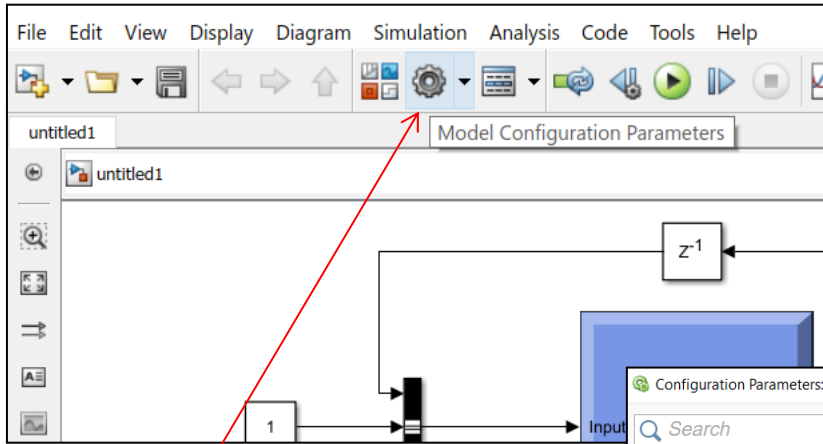 File Edit View Display Diagram Simulation Analysis Code Tools Help
untitled1
Model Configuration Parameters
untitled1
Z-1
Configuration Parameters:
1
Input
Search